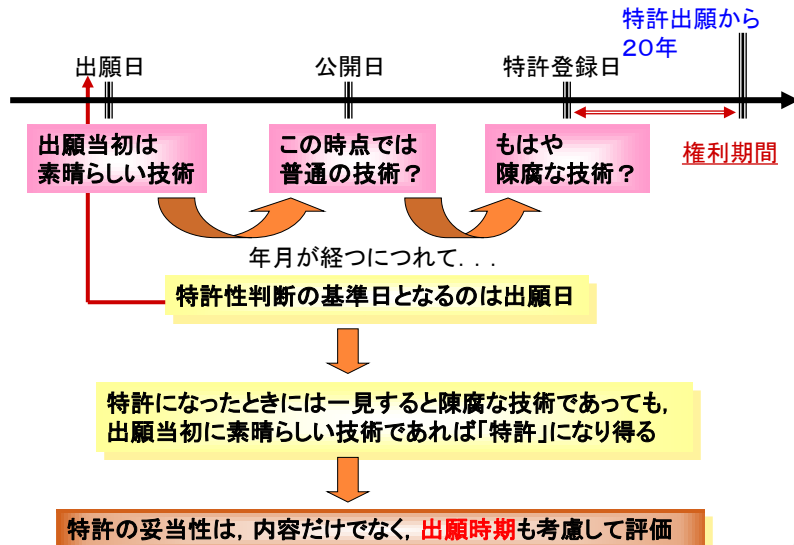 特許出願から
20年
出願日
公開日
特許登録日
出願当初は
素晴らしい技術
この時点では
普通の技術？
もはや
陳腐な技術？
権利期間
年月が経つにつれて．．．
特許性判断の基準日となるのは出願日
特許になったときには一見すると陳腐な技術であっても，
出願当初に素晴らしい技術であれば「特許」になり得る
特許の妥当性は，内容だけでなく，出願時期も考慮して評価